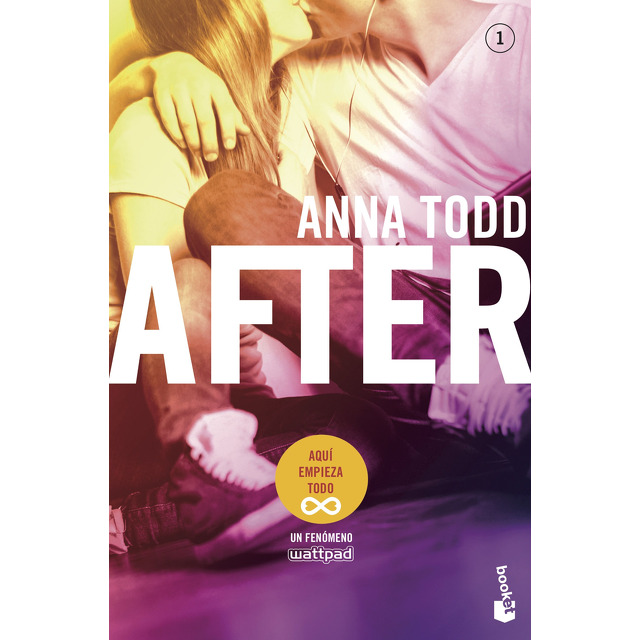 1
ANNA TODD
AFTER
AQUÍ
EMPIEZA
TODO
UN FENÓMENO
wattpad
booket